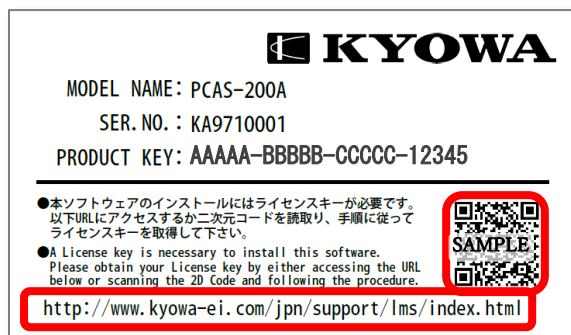 KYOWA
MODEL NAME: PCAS-200A
SER.NO.: KA9710001
PRODUCT KEY: AAAAA-BBBBB-CCCCC-12345
●本ソフトウェアのインストールにはライセンスキーが必要です。
以下URLにアクセスするか二次元コードを読取り、手順に従って
ライセンスキーを取得して下さい。
●A License key is necessary to install this software.
Please obtain your License key by either accessing the URL
below or scanning the 2D Code and following the procedure.
SAMPLE
http://www.kyowa-ei.com/jpn/support/lms/index.html